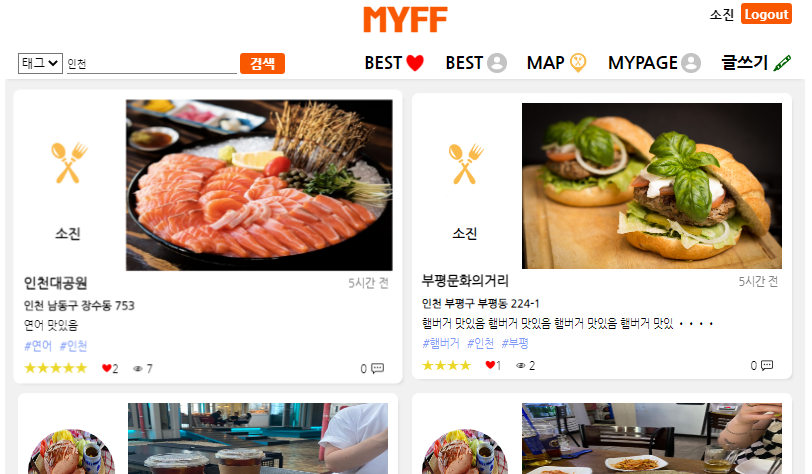 MYFF
소진 Logout
태그 인천 검색 BEST BEST MAP MYPAGE 글쓰기
소진
인천대공원 5시간 전
인천 남동구 장수동 753
연어 맛있음
#연어 #인천
★★★★★ ♥2 7 0
소진
부평문화의거리 5시간 전
인천 부평구 부평동 224-1
햄버거 맛있음 햄버거 맛있음 햄버거 맛있음 햄버거 맛있 ・・・・
#햄버거 #인천 #부평
★★★★ ♥1 2 0